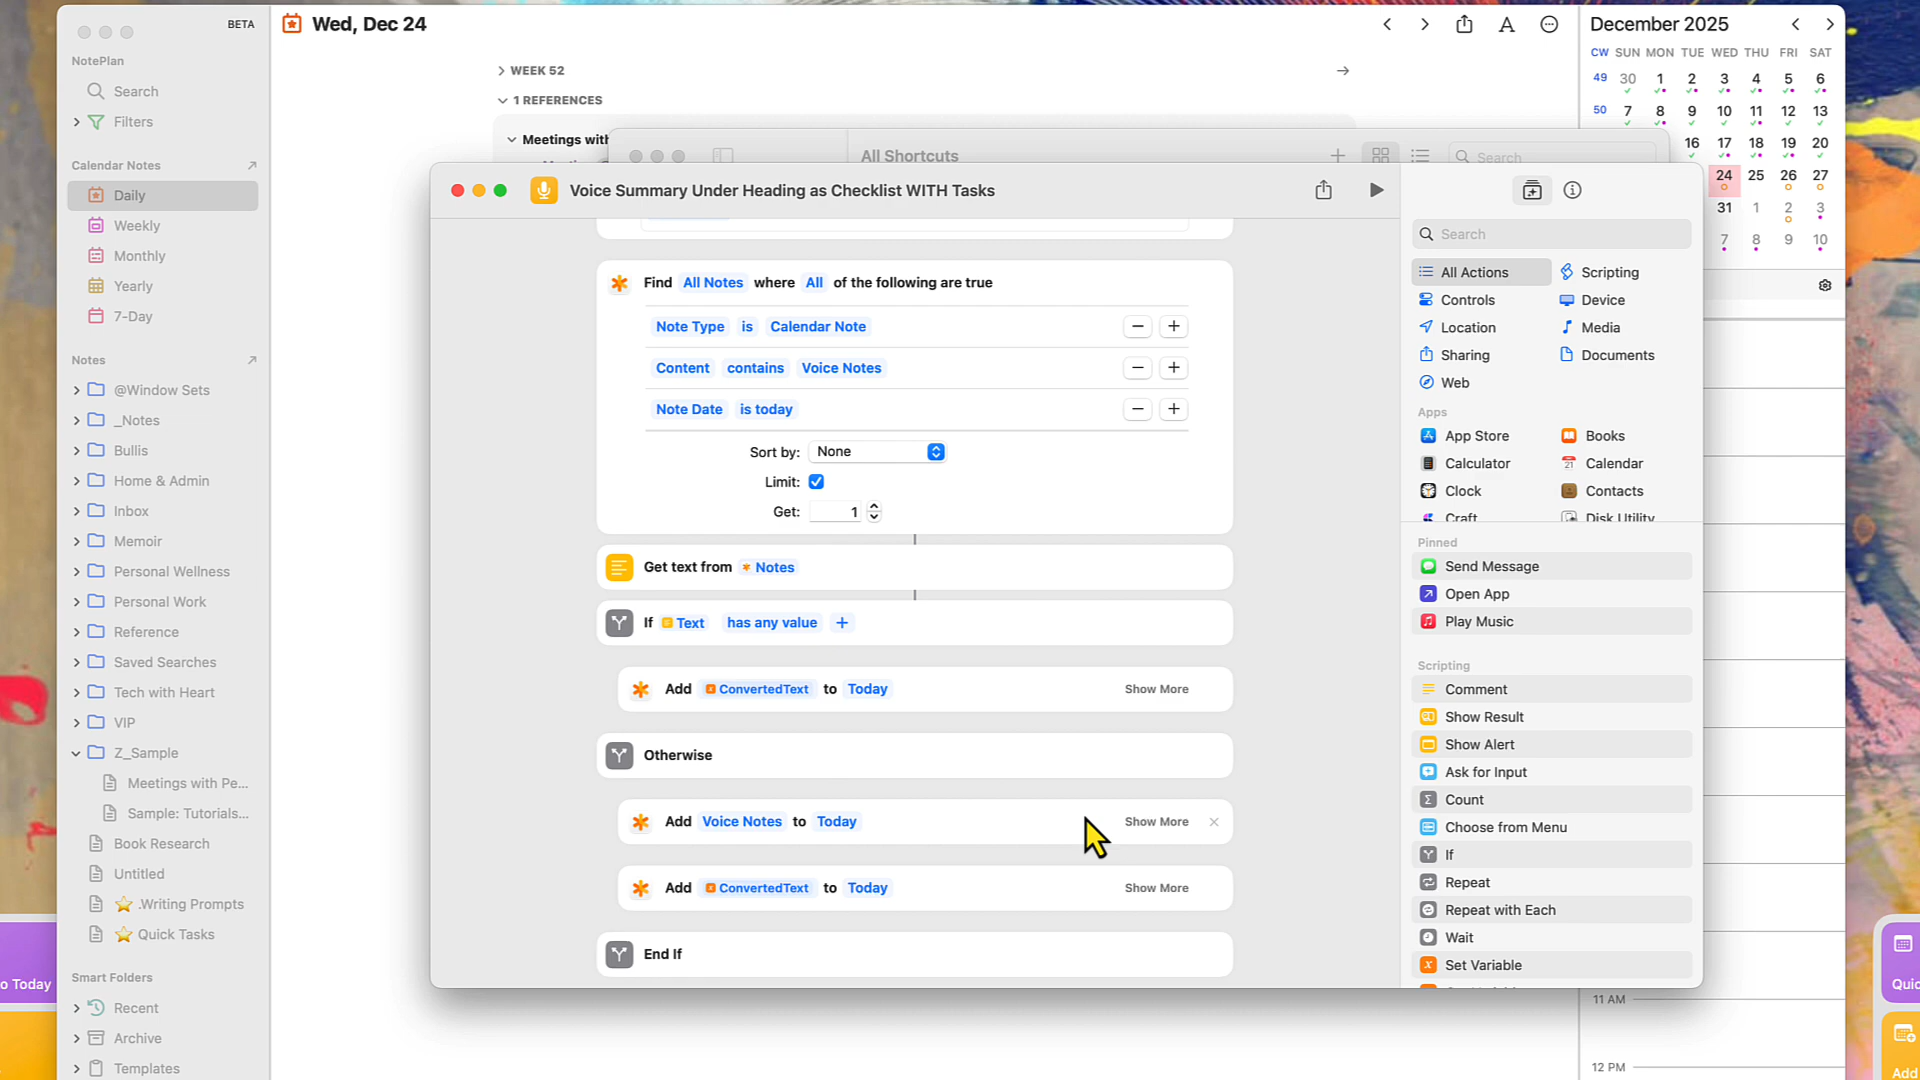 BETA
NotePlan
Search
Filters
Calendar Notes
Daily
Weekly
Monthly
Yearly
7-Day
Notes
@Window Sets
_Notes
Bullis
Home & Admin
Inbox
Memoir
Personal Wellness
Personal Work
Reference
Saved Searches
Tech with Heart
VIP
Z_Sample
Meetings with Pe...
Sample: Tutorials...
Book Research
Untitled
.Writing Prompts
Quick Tasks
Smart Folders
Recent
Archive
Templates
o Today
Wed, Dec 24
WEEK 52
1 REFERENCES
Meetings with
All Shortcuts
Search
Voice Summary Under Heading as Checklist WITH Tasks
Find All Notes where All of the following are true
Note Type is Calendar Note
Content contains Voice Notes
Note Date is today
Sort by: None
Limit:
Get: 1
Get text from Notes
If Text has any value
Add ConvertedText to Today Show More
Otherwise
Add Voice Notes to Today Show More
Add ConvertedText to Today Show More
End If
Search
All Actions Scripting
Controls Device
Location Media
Sharing Documents
Web
Apps
App Store Books
Calculator Calendar
Clock Contacts
Craft Disk Utility
Pinned
Send Message
Open App
Play Music
Scripting
Comment
Show Result
Show Alert
Ask for Input
Count
Choose from Menu
If
Repeat
Repeat with Each
Wait
Set Variable
December 2025
CW SUN MON TUE WED THU FRI SAT
49 30 1 2 3 4 5 6
50 7 8 9 10 11 12 13
16 17 18 19 20
24 25 26 27
31 1 2 3
7 8 9 10
11 AM
12 PM
Quic
Add